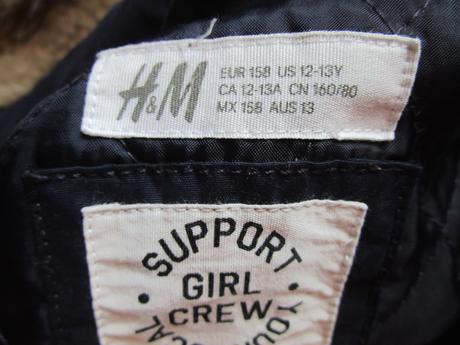 H&M
EUR 158 US 12-13Y
CA 12-13A CN 160/80
MX 158 AUS 13
SUPPORT
GIRL
CREW